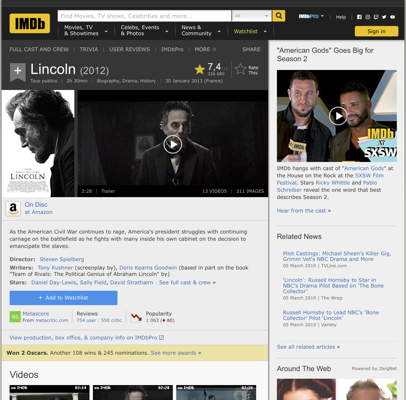 IMDb
Find Movies, TV shows, Celebrities and more...
All
IMDbPro
Help
Movies, TV & Showtimes
Celebs, Events & Photos
News & Community
Watchlist
Sign in
FULL CAST AND CREW | TRIVIA | USER REVIEWS | IMDbPro | MORE
SHARE
Lincoln (2012)
Tous publics | 2h 30min | Biography, Drama, History | 30 January 2013 (France)
7,4
Rate This
LINCOLN
2:28 | Trailer
13 VIDEOS | 211 IMAGES
On Disc
at Amazon
As the American Civil War continues to rage, America's president struggles with continuing
carnage on the battlefield as he fights with many inside his own cabinet on the decision to
emancipate the slaves.
Director: Steven Spielberg
Writers: Tony Kushner (screenplay by), Doris Kearns Goodwin (based in part on the book
"Team of Rivals: The Political Genius of Abraham Lincoln" by)
Stars: Daniel Day-Lewis, Sally Field, David Strathairn | See full cast & crew »
+ Add to Watchlist
86
Metascore
From metacritic.com
Reviews
754 user | 550 critic
Popularity
1 063 (♦ 80)
View production, box office, & company info on IMDbPro
Won 2 Oscars. Another 108 wins & 245 nominations. See more awards »
Videos
"American Gods" Goes Big for
Season 2
IMDb
at
SXSW
IMDb hangs with cast of "American Gods" at
the House on the Rock at the SXSW Film
Festival. Stars Ricky Whittle and Pablo
Schreiber reveal the one word that best
describes Season 2.
Hear from the cast »
Related News
Pilot Castings: Michael Sheen's Killer Gig,
Grimm Vet's NBC Drama and More
05 March 2019 | TVLine.com
'Lincoln': Russell Hornsby to Star in
NBC's Drama Pilot Based on 'The Bone
Collector'
05 March 2019 | The Wrap
Russell Hornsby to Lead NBC's 'Bone
Collector' Pilot 'Lincoln'
05 March 2019 | Variety
See all related articles »
Around The Web
Powered by ZergNet